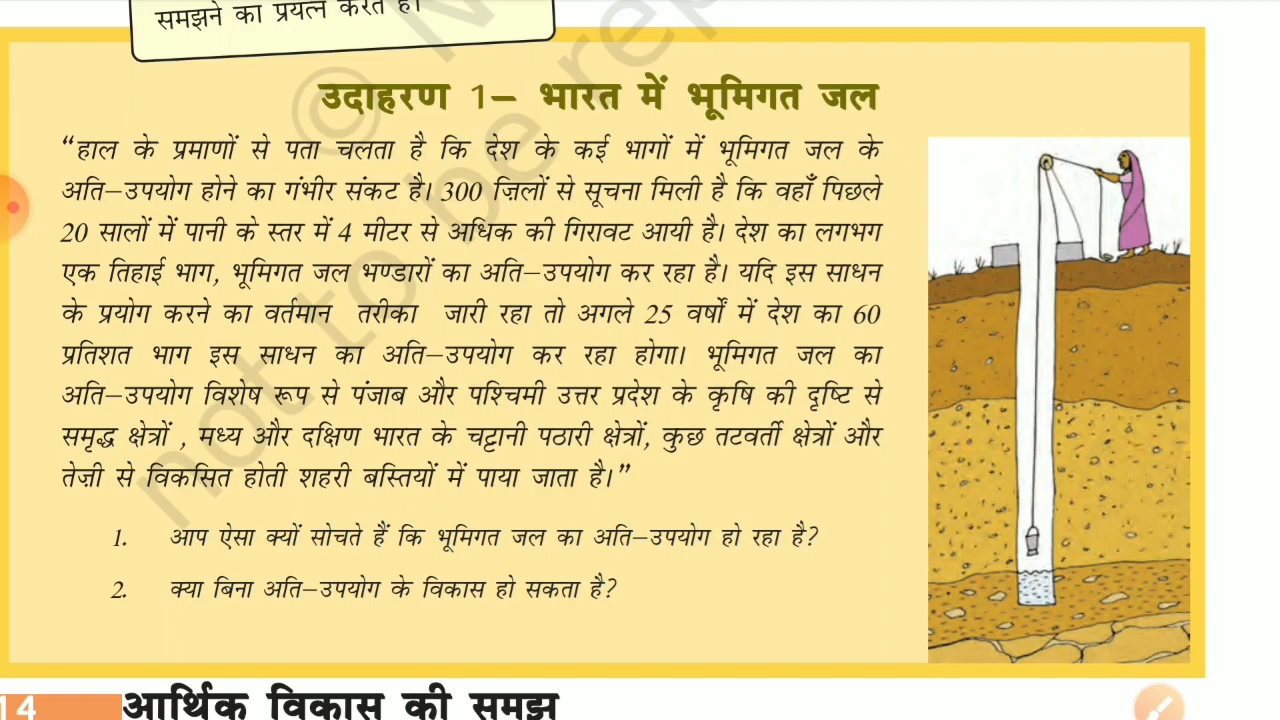 समझने का प्रयत्न करते हैं।
उदाहरण 1– भारत में भूमिगत जल
“हाल के प्रमाणों से पता चलता है कि देश के कई भागों में भूमिगत जल के
अति–उपयोग होने का गंभीर संकट है। 300 ज़िलों से सूचना मिली है कि वहाँ पिछले
20 सालों में पानी के स्तर में 4 मीटर से अधिक की गिरावट आयी है। देश का लगभग
एक तिहाई भाग, भूमिगत जल भण्डारों का अति–उपयोग कर रहा है। यदि इस साधन
के प्रयोग करने का वर्तमान तरीका जारी रहा तो अगले 25 वर्षों में देश का 60
प्रतिशत भाग इस साधन का अति–उपयोग कर रहा होगा। भूमिगत जल का
अति–उपयोग विशेष रूप से पंजाब और पश्चिमी उत्तर प्रदेश के कृषि की दृष्टि से
समृद्ध क्षेत्रों , मध्य और दक्षिण भारत के चट्टानी पठारी क्षेत्रों, कुछ तटवर्ती क्षेत्रों और
तेज़ी से विकसित होती शहरी बस्तियों में पाया जाता है।”
1. आप ऐसा क्यों सोचते हैं कि भूमिगत जल का अति–उपयोग हो रहा है?
2. क्या बिना अति–उपयोग के विकास हो सकता है?
14 आर्थिक विकास की समझ
© N
not to be rep